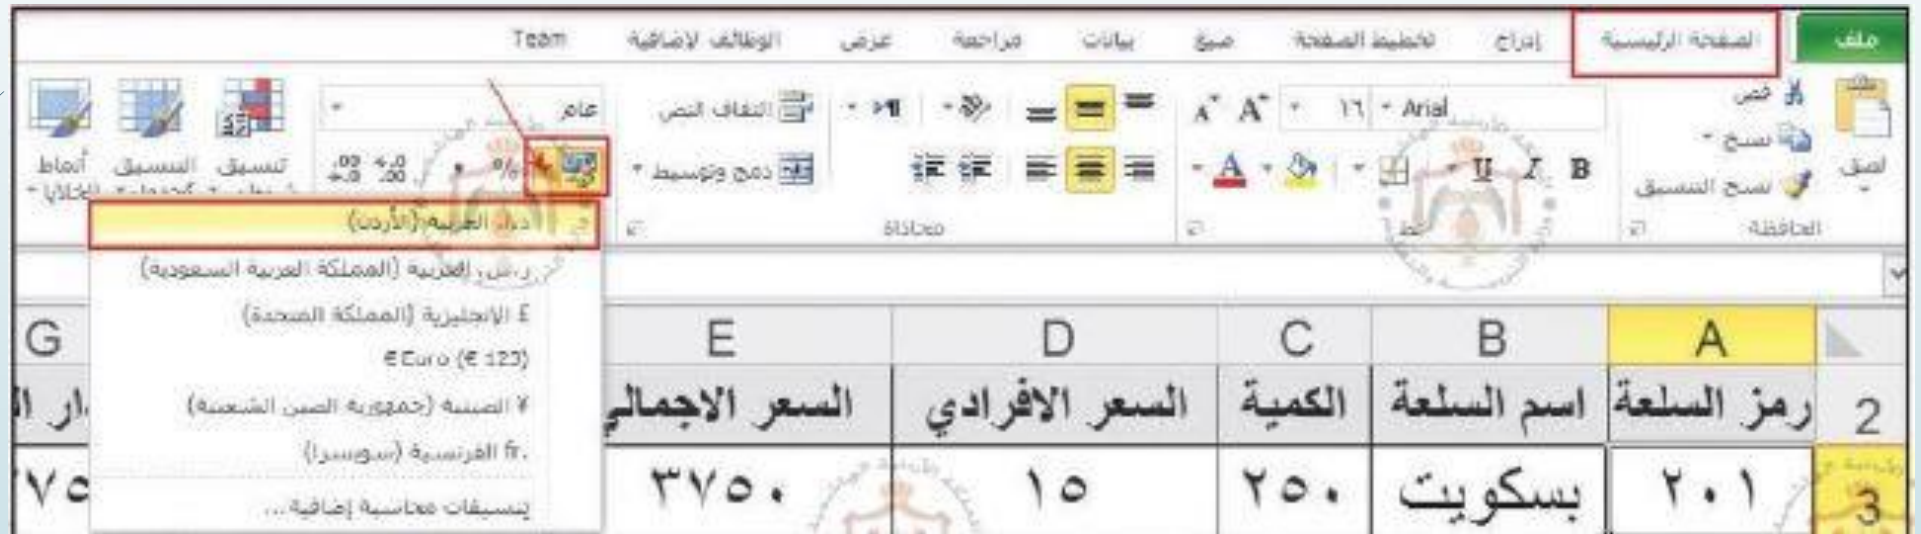 ملف الصفحة الرئيسية إدراج تخطيط الصفحة صيغ بيانات مراجعة عرض الوظائف الإضافية Team
قص
نسخ
نسخ التنسيق
لصق
الحافظة
Arial ١٦
B I U
خط
التفاف النص
دمج وتوسيط
محاذاة
عام
%
تنسيق
التنسيق
أنماط
الخلايا
العربية (الأردن)
ر.س. العربية (المملكة العربية السعودية)
£ الإنجليزية (المملكة المتحدة)
€ Euro (€ 123)
¥ الصينية (جمهورية الصين الشعبية)
fr. الفرنسية (سويسرا)
تنسيقات محاسبة إضافية...
A B C D E G
2 رمز السلعة اسم السلعة الكمية السعر الافرادي السعر الاجمالي
3 ٢٠١ بسكويت ٢٥٠ ١٥ ٣٧٥٠